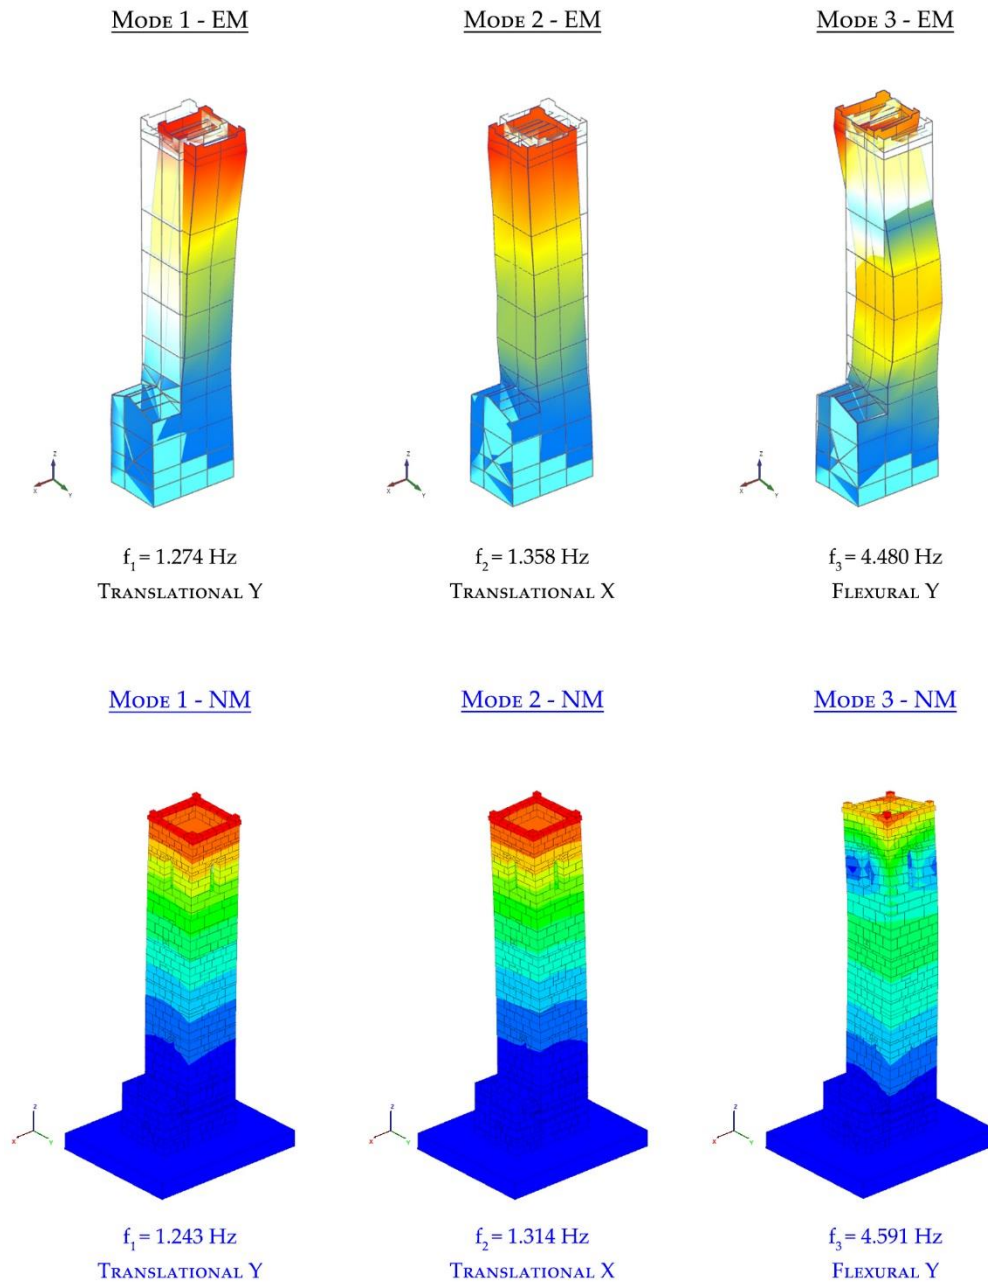 Mode 1 - EM
Mode 2 - EM
Mode 3 - EM
Z
X
Y
Z
X
Y
Z
X
Y
f₁ = 1.274 Hz
f₂ = 1.358 Hz
f₃ = 4.480 Hz
Translational Y
Translational X
Flexural Y
Mode 1 - NM
Mode 2 - NM
Mode 3 - NM
Z
X
Y
Z
X
Y
Z
X
Y
f₁ = 1.243 Hz
f₂ = 1.314 Hz
f₃ = 4.591 Hz
Translational Y
Translational X
Flexural Y